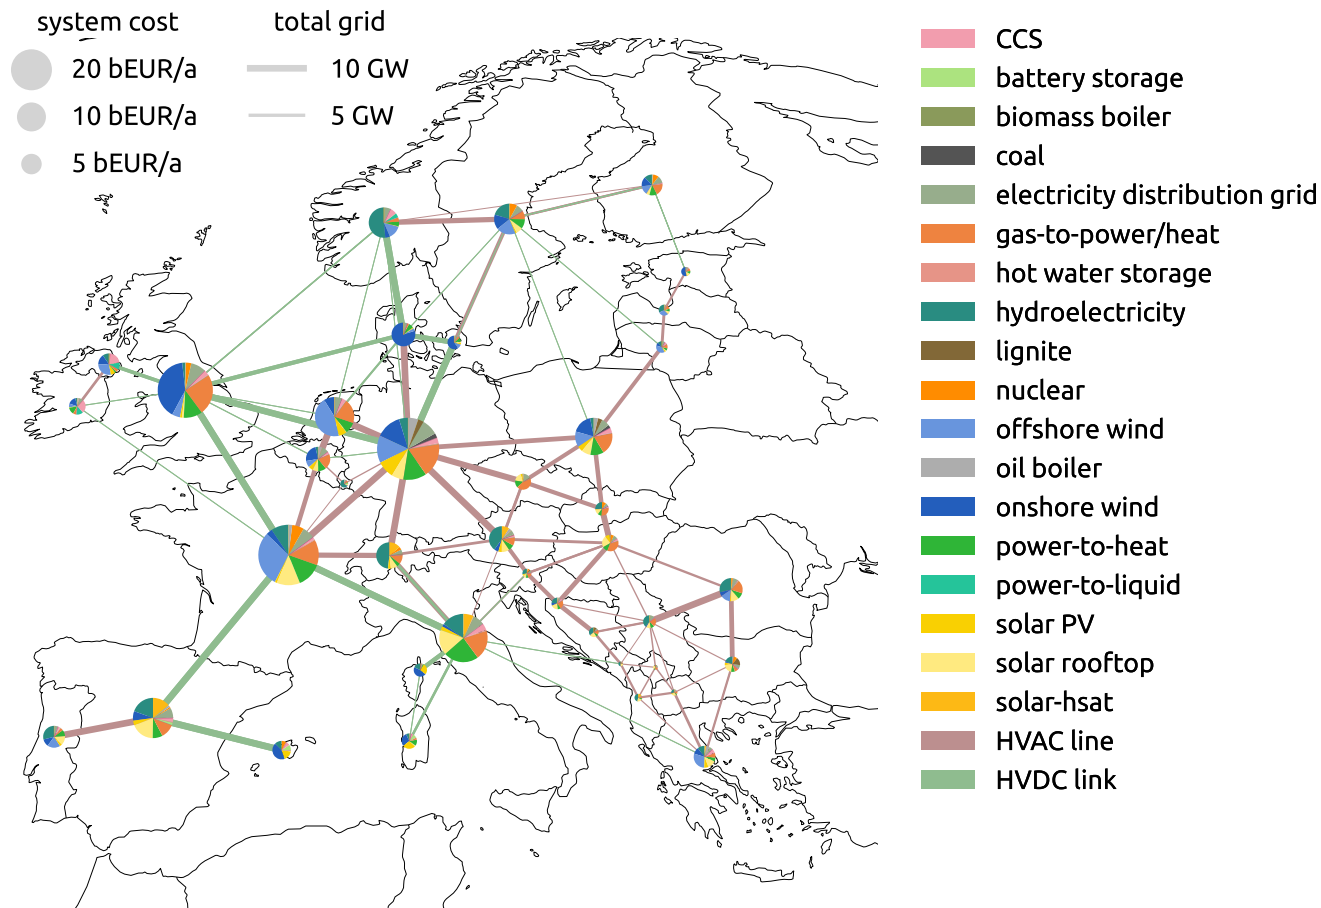 system cost
total grid
20 bEUR/a
10 GW
10 bEUR/a
5 GW
5 bEUR/a
CCS
battery storage
biomass boiler
coal
electricity distribution grid
gas-to-power/heat
hot water storage
hydroelectricity
lignite
nuclear
offshore wind
oil boiler
onshore wind
power-to-heat
power-to-liquid
solar PV
solar rooftop
solar-hsat
HVAC line
HVDC link